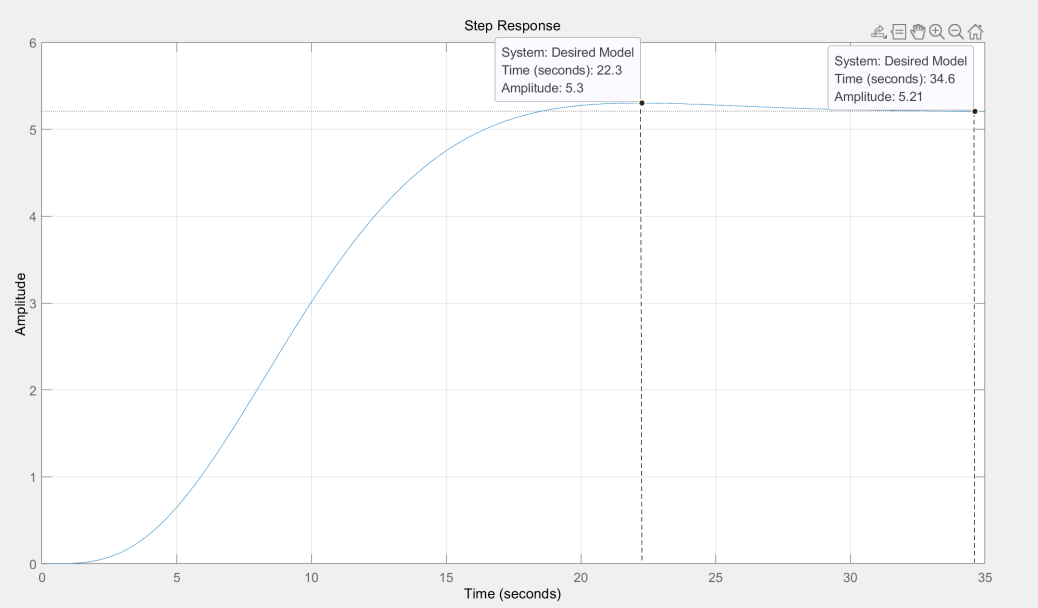 Step Response
System: Desired Model
Time (seconds): 22.3
Amplitude: 5.3
System: Desired Model
Time (seconds): 34.6
Amplitude: 5.21
6
5
4
3
2
1
0
Amplitude
0 5 10 15 20 25 30 35
Time (seconds)